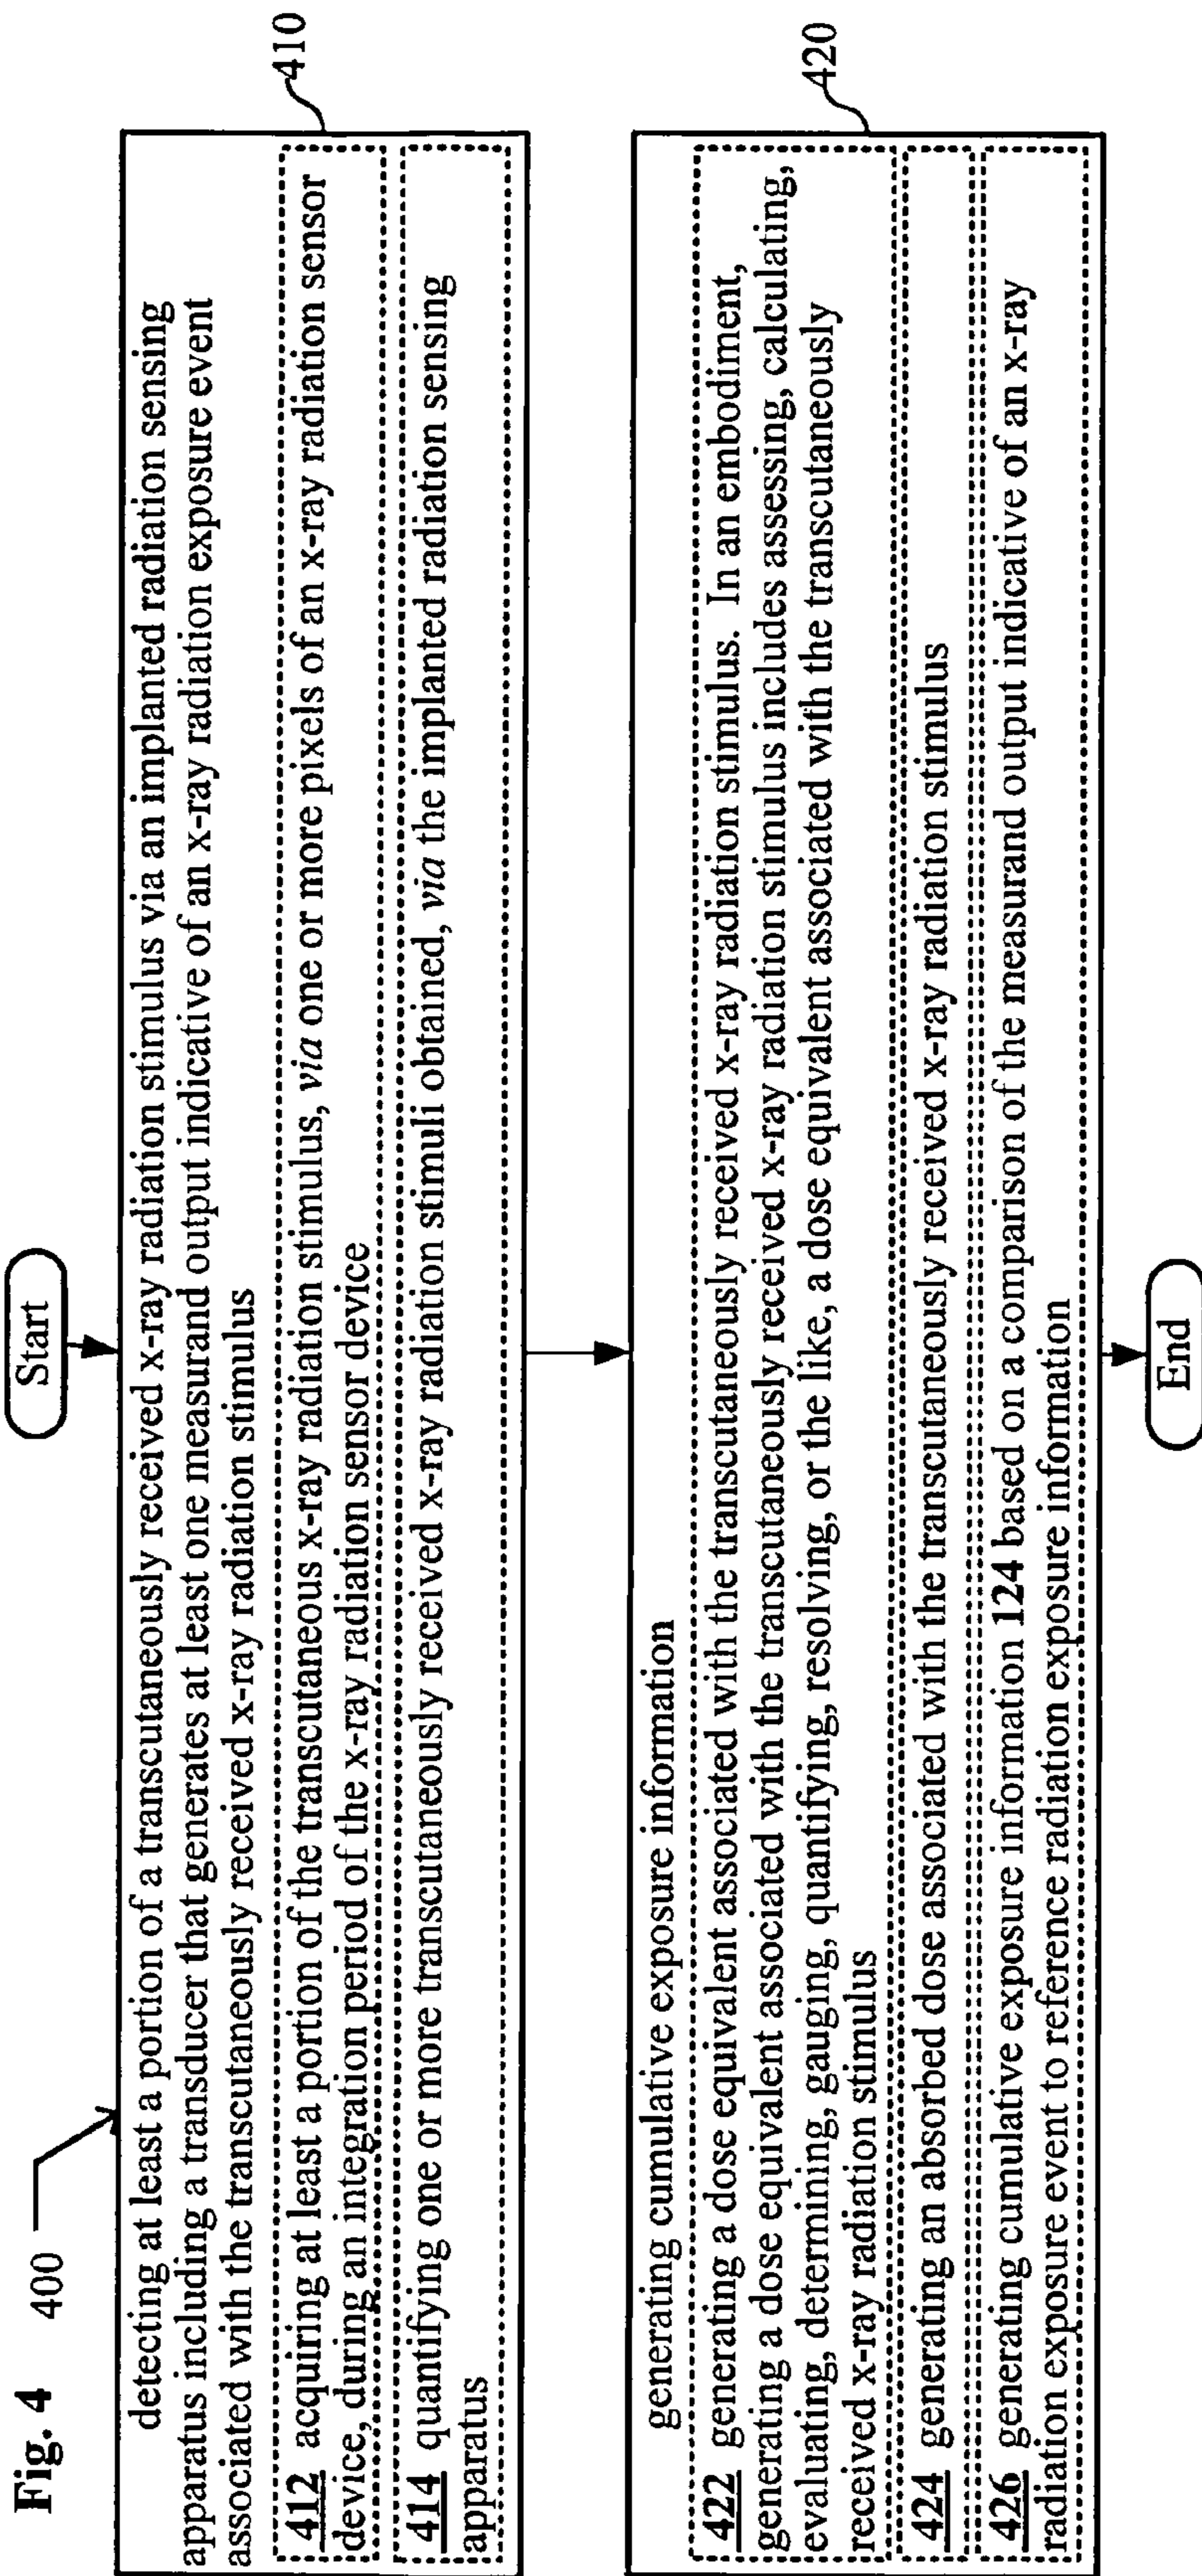 Fig. 4
400
Start
detecting at least a portion of a transcutaneously received x-ray radiation stimulus via an implanted radiation sensing
apparatus including a transducer that generates at least one measurand output indicative of an x-ray radiation exposure event
associated with the transcutaneously received x-ray radiation stimulus
412 acquiring at least a portion of the transcutaneous x-ray radiation stimulus, via one or more pixels of an x-ray radiation sensor
device, during an integration period of the x-ray radiation sensor device
414 quantifying one or more transcutaneously received x-ray radiation stimuli obtained, via the implanted radiation sensing
apparatus
410
generating cumulative exposure information
422 generating a dose equivalent associated with the transcutaneously received x-ray radiation stimulus. In an embodiment,
generating a dose equivalent associated with the transcutaneously received x-ray radiation stimulus includes assessing, calculating,
evaluating, determining, gauging, quantifying, resolving, or the like, a dose equivalent associated with the transcutaneously
received x-ray radiation stimulus
424 generating an absorbed dose associated with the transcutaneously received x-ray radiation stimulus
426 generating cumulative exposure information 124 based on a comparison of the measurand output indicative of an x-ray
radiation exposure event to reference radiation exposure information
420
End